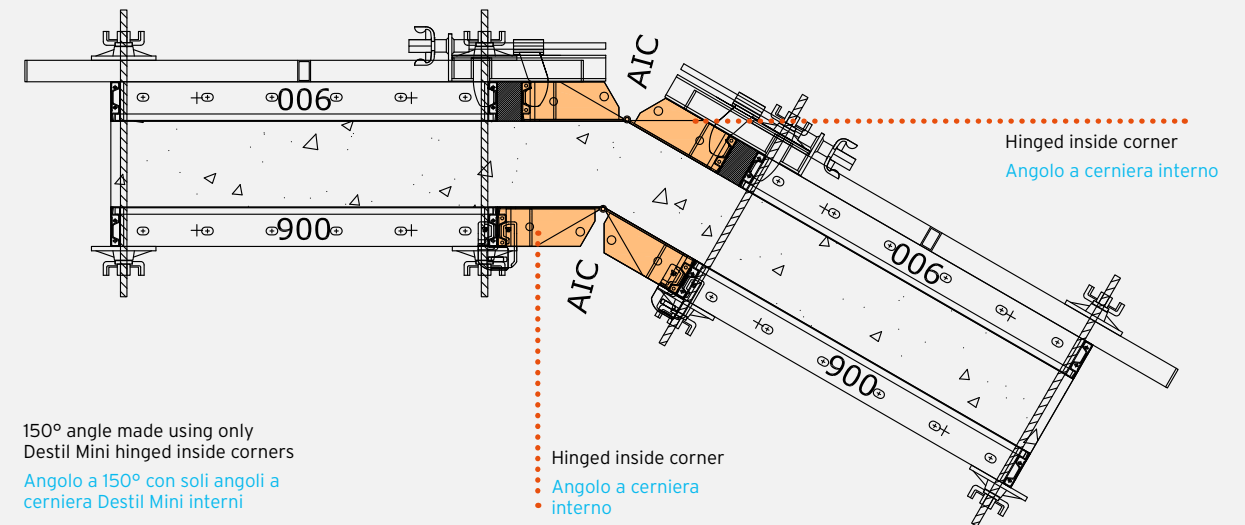 AIC
006
Hinged inside corner
Angolo a cerniera interno
900
006
AIC
900
150° angle made using only
Destil Mini hinged inside corners
Angolo a 150° con soli angoli a
cerniera Destil Mini interni
Hinged inside corner
Angolo a cerniera
interno